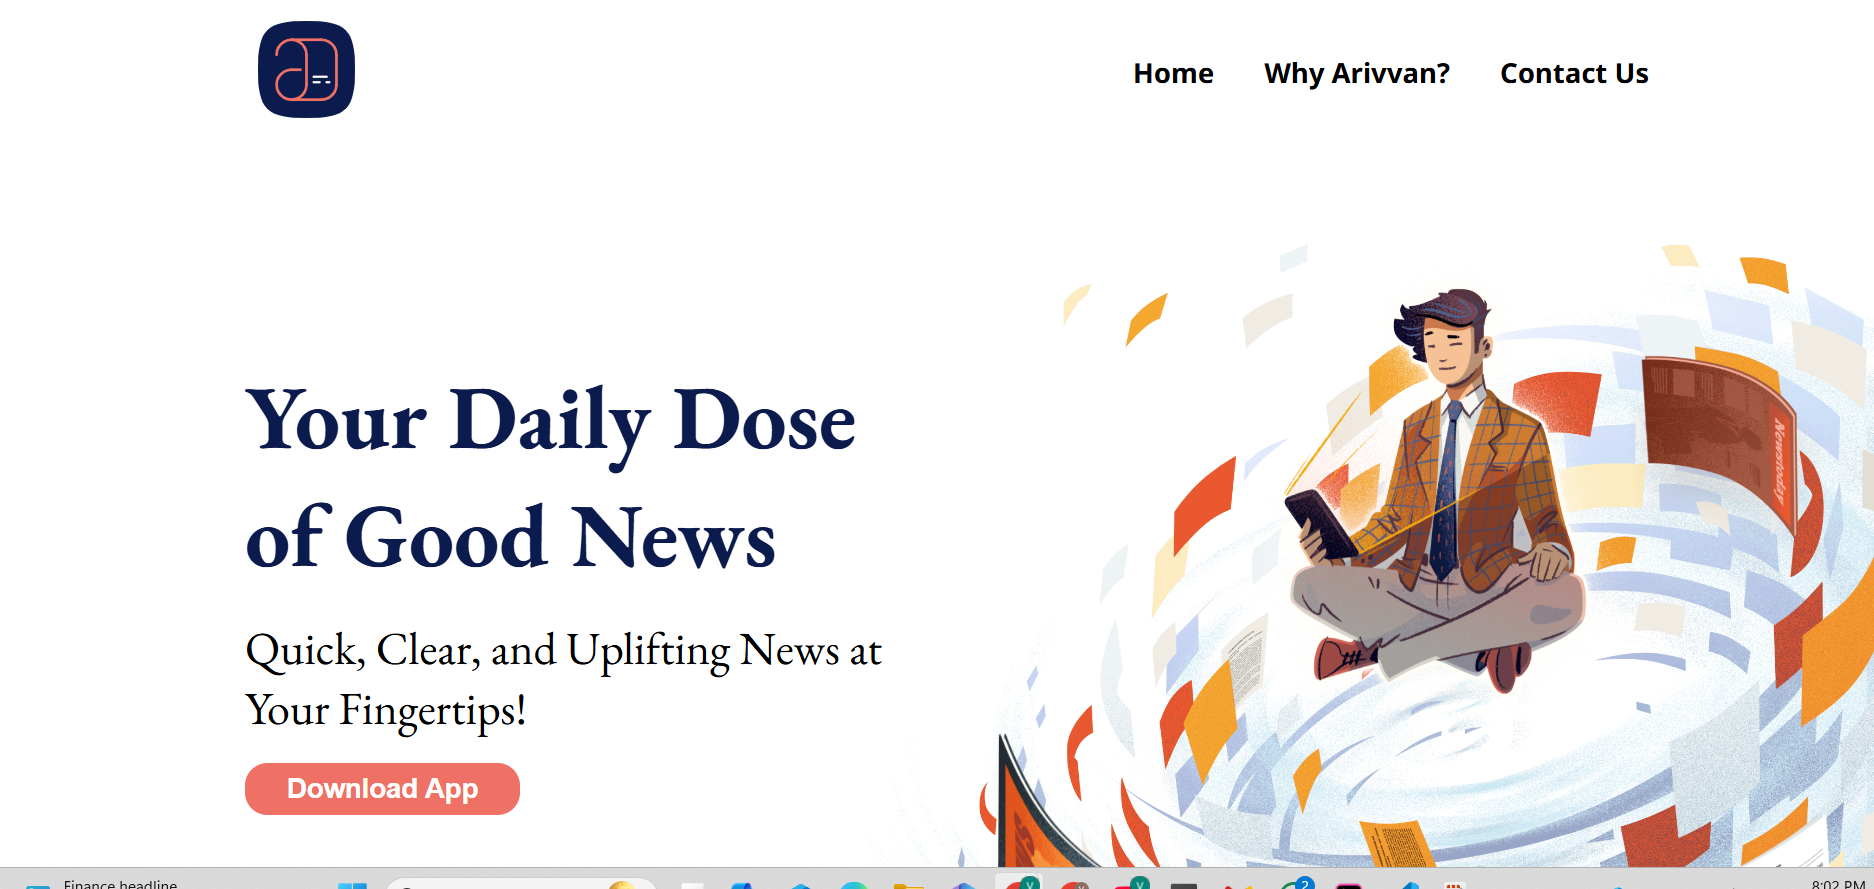 Home Why Arivvan? Contact Us
Your Daily Dose
of Good News
Quick, Clear, and Uplifting News at
Your Fingertips!
Download App
Newstoday
Finance headline
2
8:02 PM